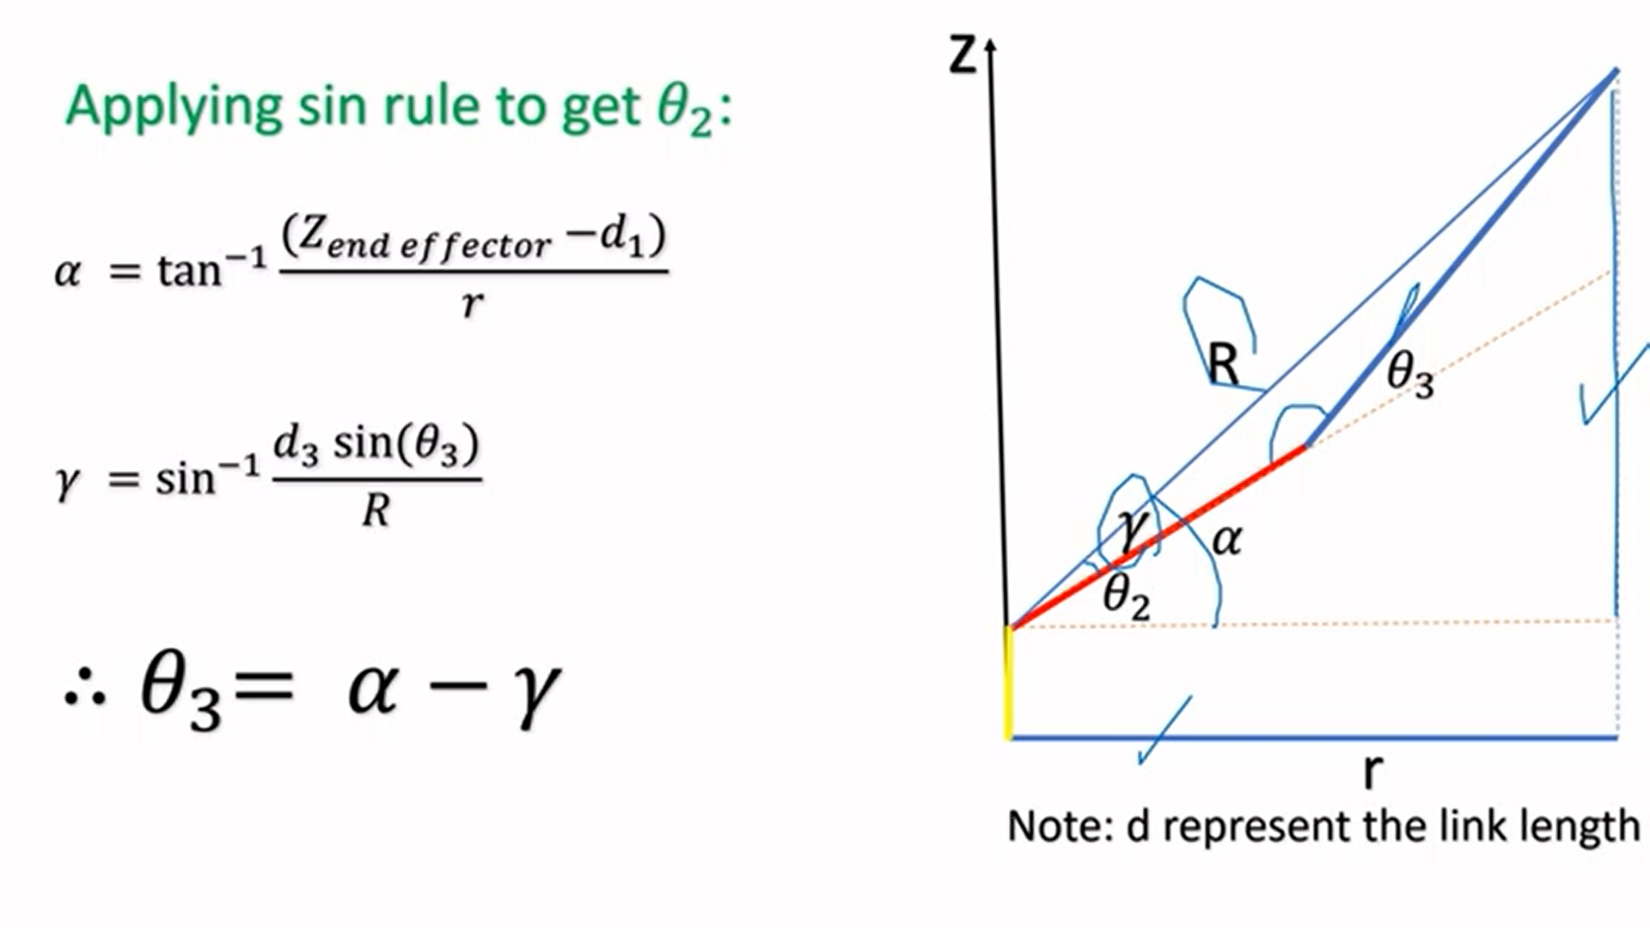 Applying sin rule to get θ₂:
α = tan⁻¹ (Z_end effector − d₁) / r
γ = sin⁻¹ d₃ sin(θ₃) / R
∴ θ₃ = α − γ
Z
R
θ₃
γ
α
θ₂
r
Note: d represent the link length